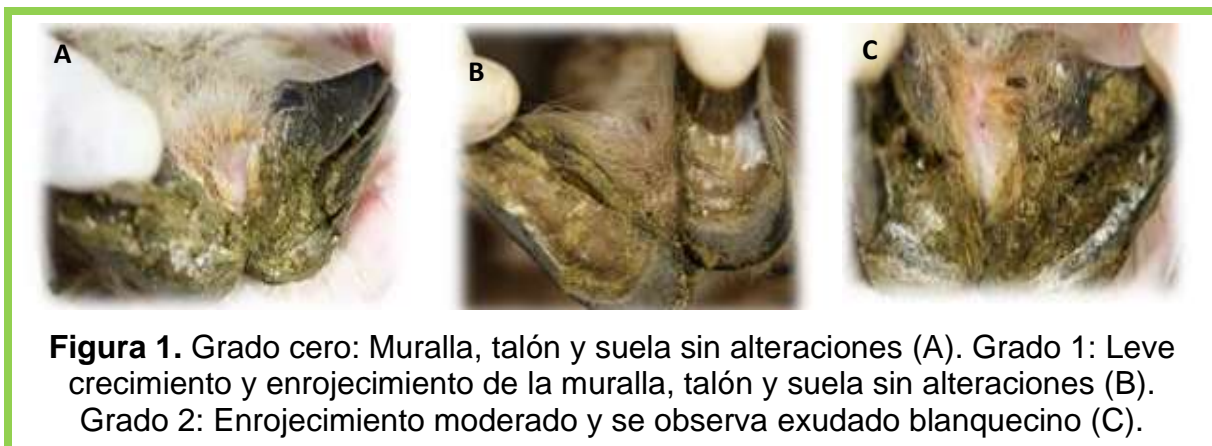 A
B
C
Figura 1. Grado cero: Muralla, talón y suela sin alteraciones (A). Grado 1: Leve
crecimiento y enrojecimiento de la muralla, talón y suela sin alteraciones (B).
Grado 2: Enrojecimiento moderado y se observa exudado blanquecino (C).